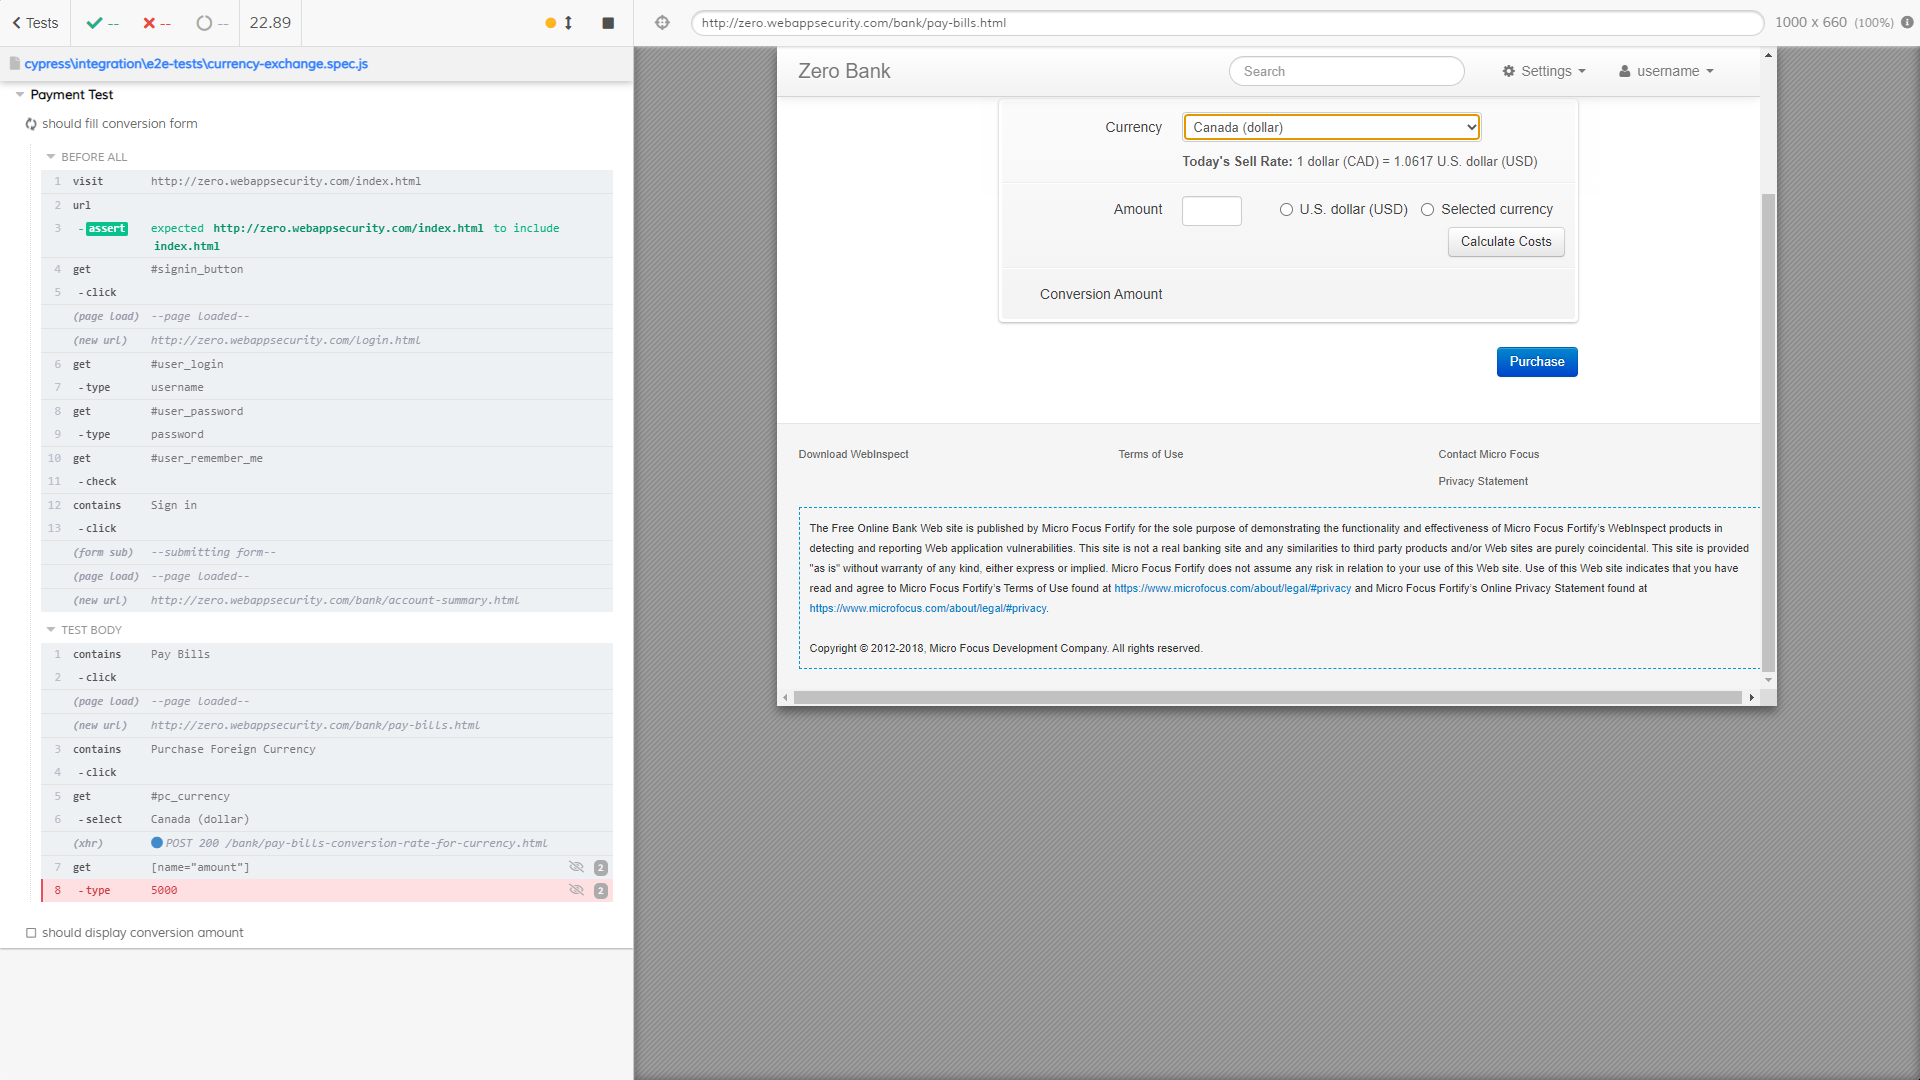 Tests
--
--
--
22.89
cypress\integration\e2e-tests\currency-exchange.spec.js
Payment Test
should fill conversion form
BEFORE ALL
1 visit http://zero.webappsecurity.com/index.html
2 url
3 -assert expected http://zero.webappsecurity.com/index.html to include
index.html
4 get #signin_button
5 -click
(page load) --page loaded--
(new url) http://zero.webappsecurity.com/login.html
6 get #user_login
7 -type username
8 get #user_password
9 -type password
10 get #user_remember_me
11 -check
12 contains Sign in
13 -click
(form sub) --submitting form--
(page load) --page loaded--
(new url) http://zero.webappsecurity.com/bank/account-summary.html
TEST BODY
1 contains Pay Bills
2 -click
(page load) --page loaded--
(new url) http://zero.webappsecurity.com/bank/pay-bills.html
3 contains Purchase Foreign Currency
4 -click
5 get #pc_currency
6 -select Canada (dollar)
(xhr) POST 200 /bank/pay-bills-conversion-rate-for-currency.html
7 get [name="amount"] 2
8 -type 5000 2
should display conversion amount
http://zero.webappsecurity.com/bank/pay-bills.html
1000 x 660 (100%)
Zero Bank
Search
Settings
username
Currency
Canada (dollar)
Today's Sell Rate: 1 dollar (CAD) = 1.0617 U.S. dollar (USD)
Amount
U.S. dollar (USD)
Selected currency
Calculate Costs
Conversion Amount
Purchase
Download WebInspect
Terms of Use
Contact Micro Focus
Privacy Statement
The Free Online Bank Web site is published by Micro Focus Fortify for the sole purpose of demonstrating the functionality and effectiveness of Micro Focus Fortify's WebInspect products in
detecting and reporting Web application vulnerabilities. This site is not a real banking site and any similarities to third party products and/or Web sites are purely coincidental. This site is provided
"as is" without warranty of any kind, either express or implied. Micro Focus Fortify does not assume any risk in relation to your use of this Web site. Use of this Web site indicates that you have
read and agree to Micro Focus Fortify's Terms of Use found at https://www.microfocus.com/about/legal/#privacy and Micro Focus Fortify's Online Privacy Statement found at
https://www.microfocus.com/about/legal/#privacy.
Copyright © 2012-2018, Micro Focus Development Company. All rights reserved.